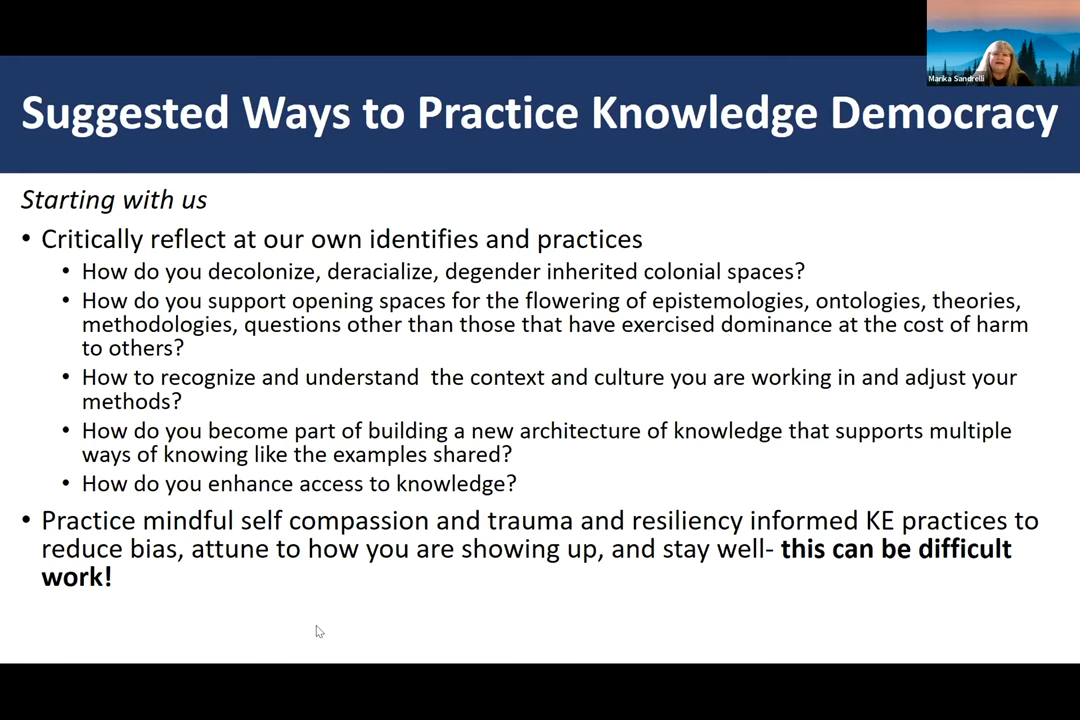 Marika Sandrelli
Suggested Ways to Practice Knowledge Democracy
Starting with us
• Critically reflect at our own identifies and practices
• How do you decolonize, deracialize, degender inherited colonial spaces?
• How do you support opening spaces for the flowering of epistemologies, ontologies, theories,
methodologies, questions other than those that have exercised dominance at the cost of harm
to others?
• How to recognize and understand  the context and culture you are working in and adjust your
methods?
• How do you become part of building a new architecture of knowledge that supports multiple
ways of knowing like the examples shared?
• How do you enhance access to knowledge?
• Practice mindful self compassion and trauma and resiliency informed KE practices to
reduce bias, attune to how you are showing up, and stay well- this can be difficult
work!